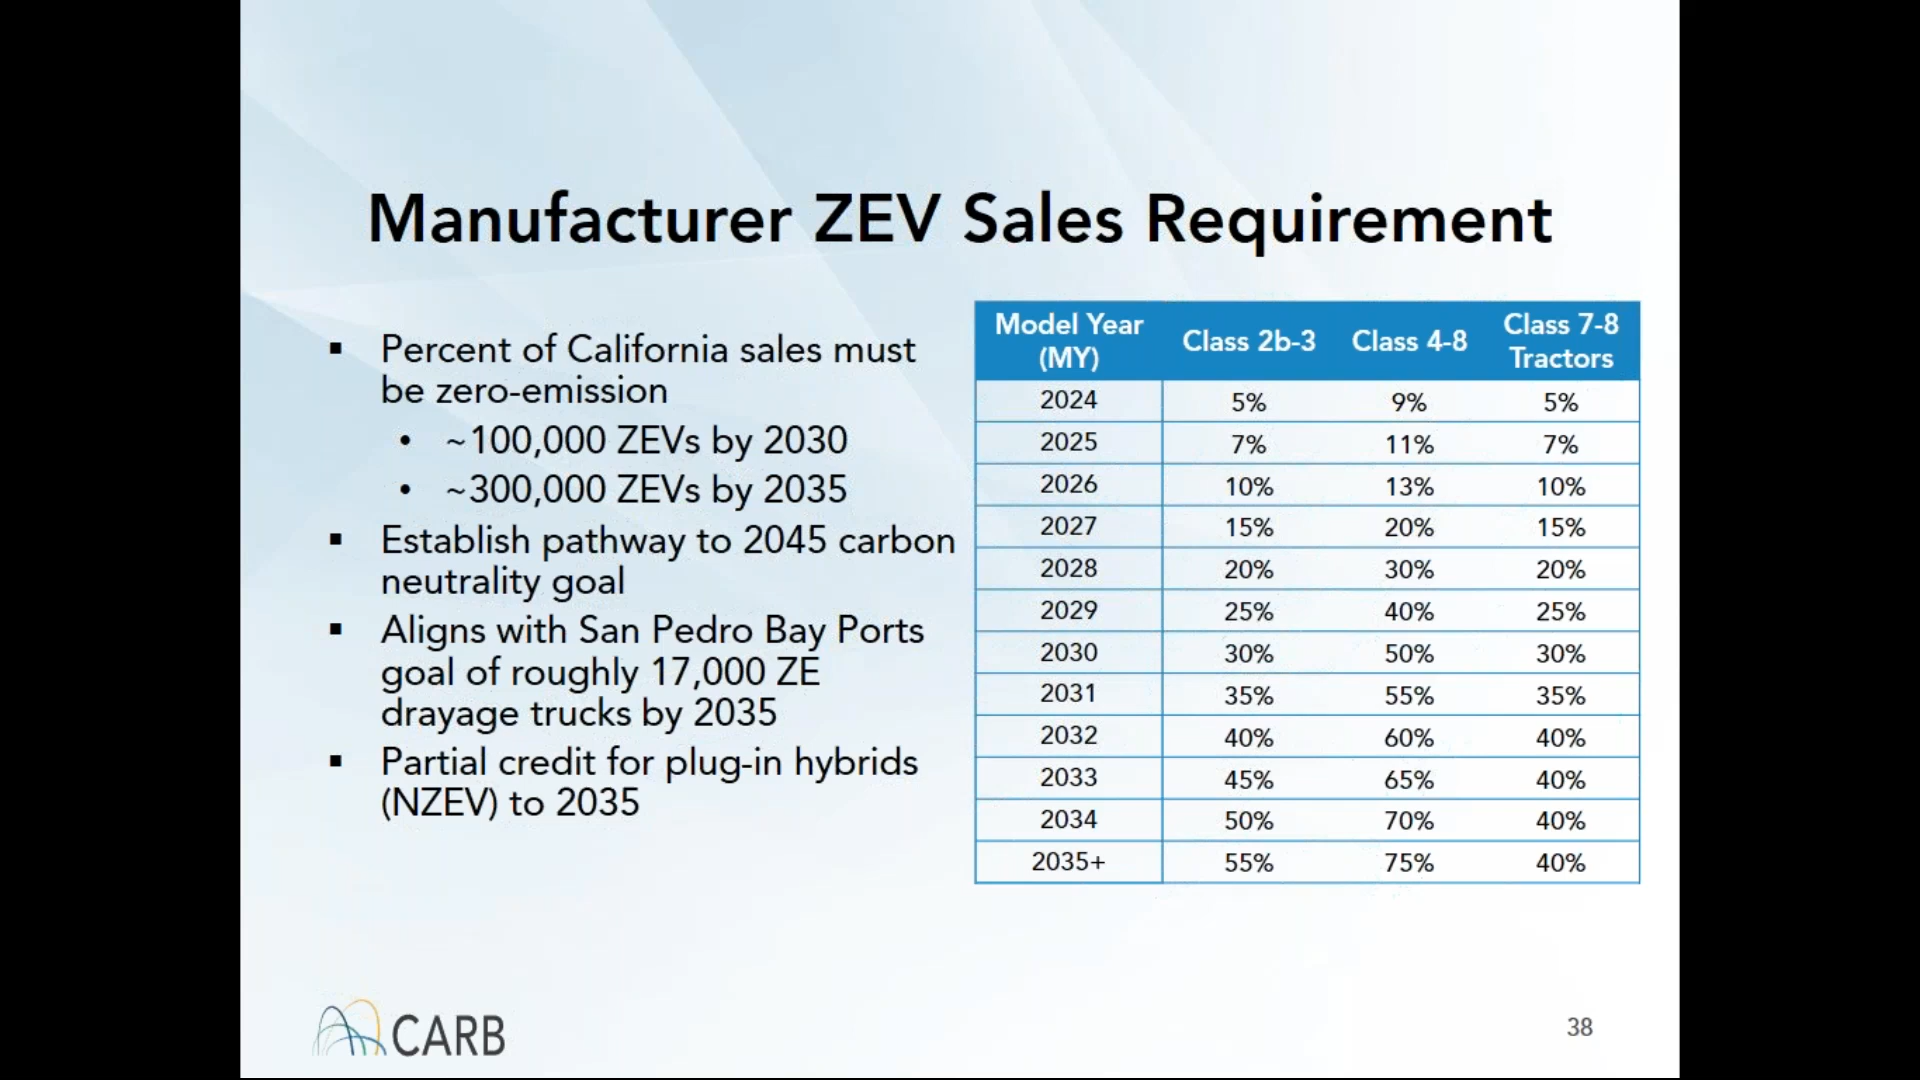 Manufacturer ZEV Sales Requirement
▪ Percent of California sales must
be zero-emission
• ~100,000 ZEVs by 2030
• ~300,000 ZEVs by 2035
▪ Establish pathway to 2045 carbon
neutrality goal
▪ Aligns with San Pedro Bay Ports
goal of roughly 17,000 ZE
drayage trucks by 2035
▪ Partial credit for plug-in hybrids
(NZEV) to 2035
Model Year (MY) Class 2b-3 Class 4-8 Class 7-8 Tractors
2024 5% 9% 5%
2025 7% 11% 7%
2026 10% 13% 10%
2027 15% 20% 15%
2028 20% 30% 20%
2029 25% 40% 25%
2030 30% 50% 30%
2031 35% 55% 35%
2032 40% 60% 40%
2033 45% 65% 40%
2034 50% 70% 40%
2035+ 55% 75% 40%
CARB
38